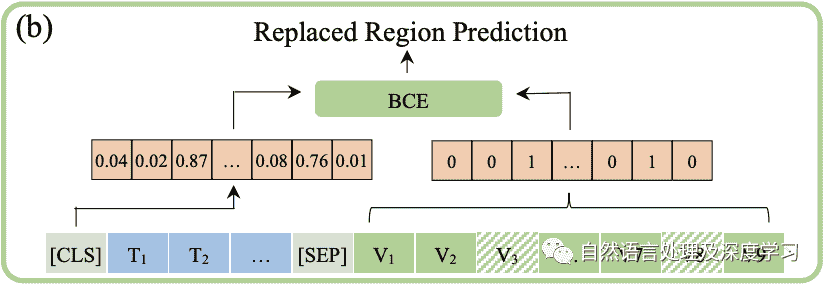 (b)
Replaced Region Prediction
BCE
0.04 0.02 0.87 … 0.08 0.76 0.01
0 0 1 … 0 1 0
[CLS] T1 T2 … [SEP] V1 V2 V3
自然语言处理及深度学习